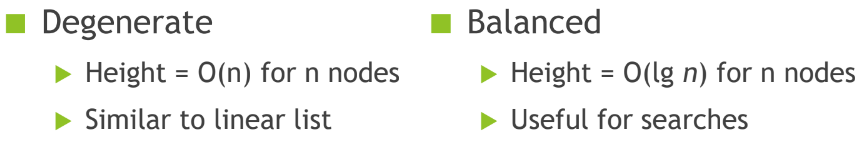 Degenerate
Height = O(n) for n nodes
Similar to linear list
Balanced
Height = O(lg n) for n nodes
Useful for searches